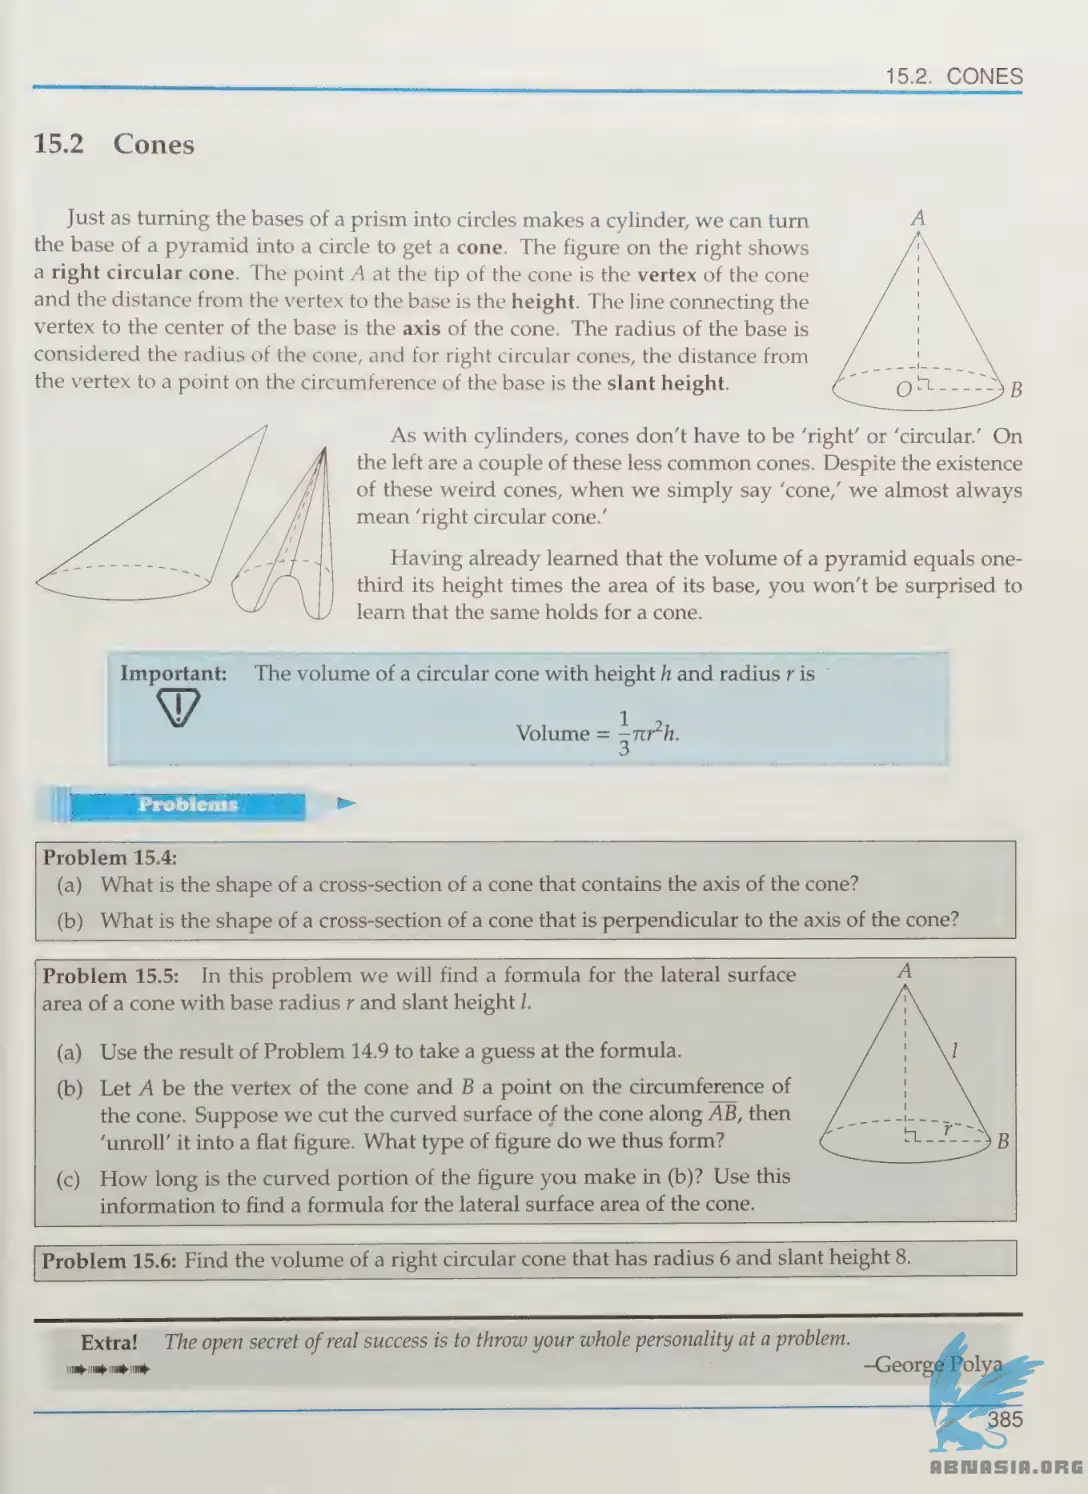 15.2. CONES
15.2 Cones
Just as turning the bases of a prism into circles makes a cylinder, we can turn
the base of a pyramid into a circle to get a cone. The figure on the right shows
a right circular cone. The point A at the tip of the cone is the vertex of the cone
and the distance from the vertex to the base is the height. The line connecting the
vertex to the center of the base is the axis of the cone. The radius of the base is
considered the radius of the cone, and for right circular cones, the distance from
the vertex to a point on the circumference of the base is the slant height.
A
O
B
As with cylinders, cones don't have to be 'right' or 'circular.' On
the left are a couple of these less common cones. Despite the existence
of these weird cones, when we simply say 'cone,' we almost always
mean 'right circular cone.'
Having already learned that the volume of a pyramid equals one-
third its height times the area of its base, you won't be surprised to
learn that the same holds for a cone.
Important: The volume of a circular cone with height h and radius r is
Volume = 1/3 πr²h.
Problems
Problem 15.4:
(a) What is the shape of a cross-section of a cone that contains the axis of the cone?
(b) What is the shape of a cross-section of a cone that is perpendicular to the axis of the cone?
Problem 15.5: In this problem we will find a formula for the lateral surface
area of a cone with base radius r and slant height l.
(a) Use the result of Problem 14.9 to take a guess at the formula.
(b) Let A be the vertex of the cone and B a point on the circumference of
the cone. Suppose we cut the curved surface of the cone along AB, then
'unroll' it into a flat figure. What type of figure do we thus form?
(c) How long is the curved portion of the figure you make in (b)? Use this
information to find a formula for the lateral surface area of the cone.
A
l
r
B
Problem 15.6: Find the volume of a right circular cone that has radius 6 and slant height 8.
Extra! The open secret of real success is to throw your whole personality at a problem.
–George Polya
385
ABNASIA.ORG